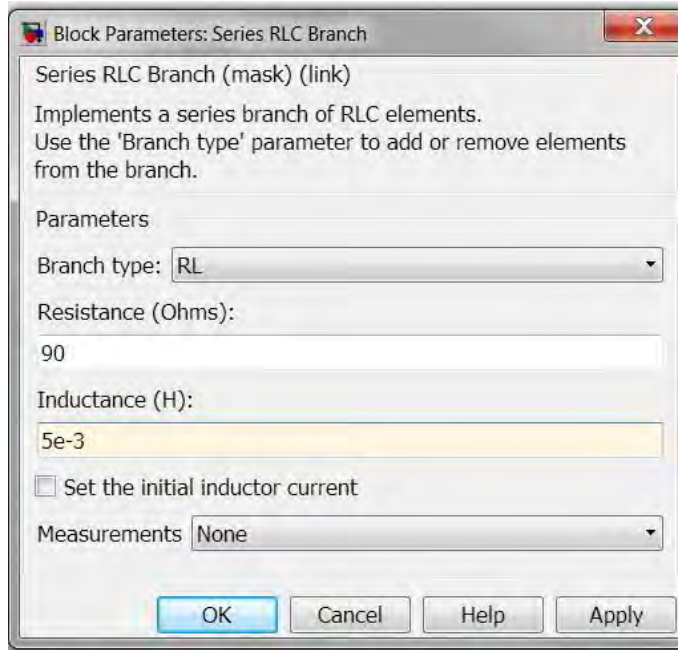 Block Parameters: Series RLC Branch
Series RLC Branch (mask) (link)
Implements a series branch of RLC elements.
Use the 'Branch type' parameter to add or remove elements
from the branch.
Parameters
Branch type: RL
Resistance (Ohms):
90
Inductance (H):
5e-3
Set the initial inductor current
Measurements None
OK Cancel Help Apply